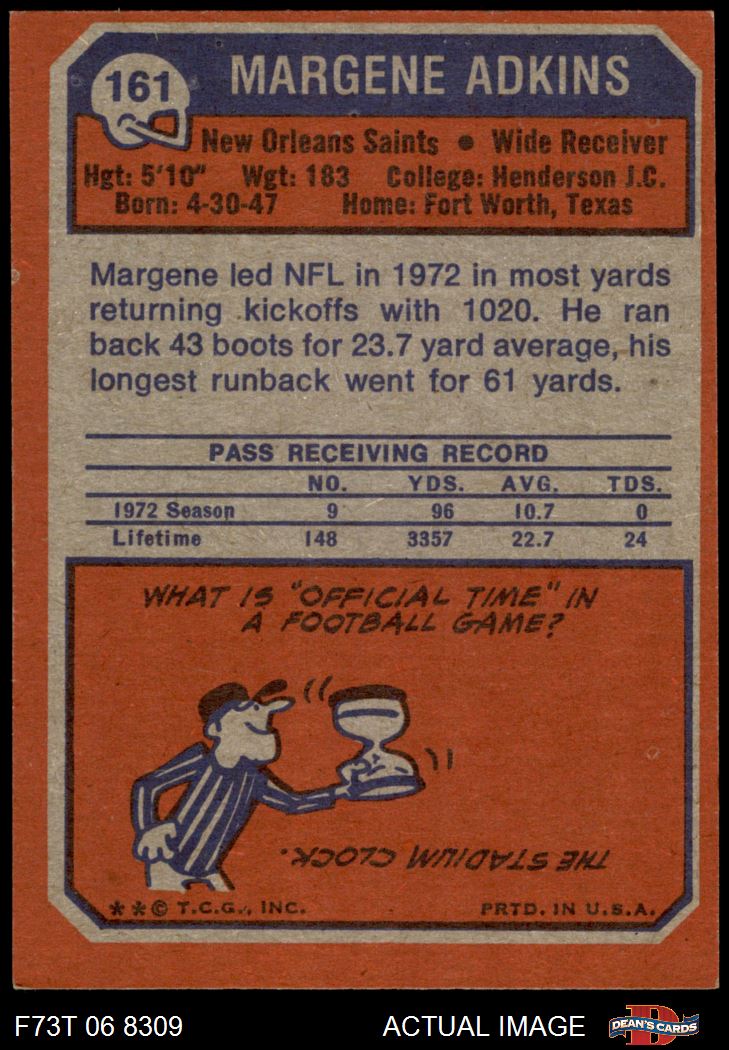 161
MARGENE ADKINS
New Orleans Saints • Wide Receiver
Hgt: 5'10" Wgt: 183 College: Henderson J.C.
Born: 4-30-47 Home: Fort Worth, Texas
Margene led NFL in 1972 in most yards
returning kickoffs with 1020. He ran
back 43 boots for 23.7 yard average, his
longest runback went for 61 yards.
PASS RECEIVING RECORD
NO. YDS. AVG. TDS.
1972 Season 9 96 10.7 0
Lifetime 148 3357 22.7 24
WHAT IS "OFFICIAL TIME" IN
A FOOTBALL GAME?
THE STADIUM CLOCK.
**© T.C.G., INC. PRTD. IN U.S.A.
F73T 06 8309 ACTUAL IMAGE D DEAN'S CARDS